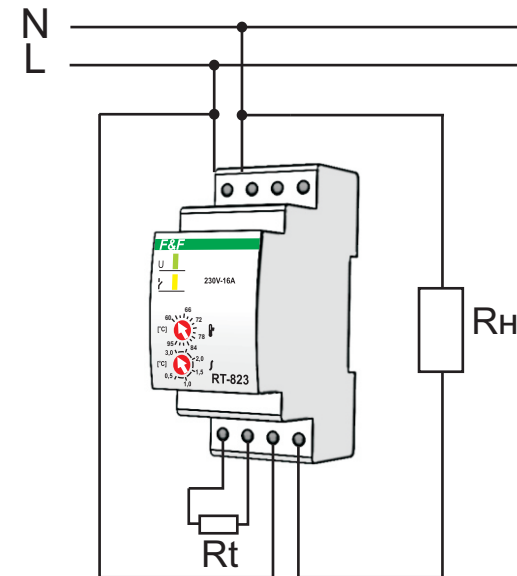 N
L
F&F
U
230V-16A
66
60
72
[°C]
78
95
84
3,0
2,0
[°C]
1,5
0,5
1,0
RT-823
Rн
Rt